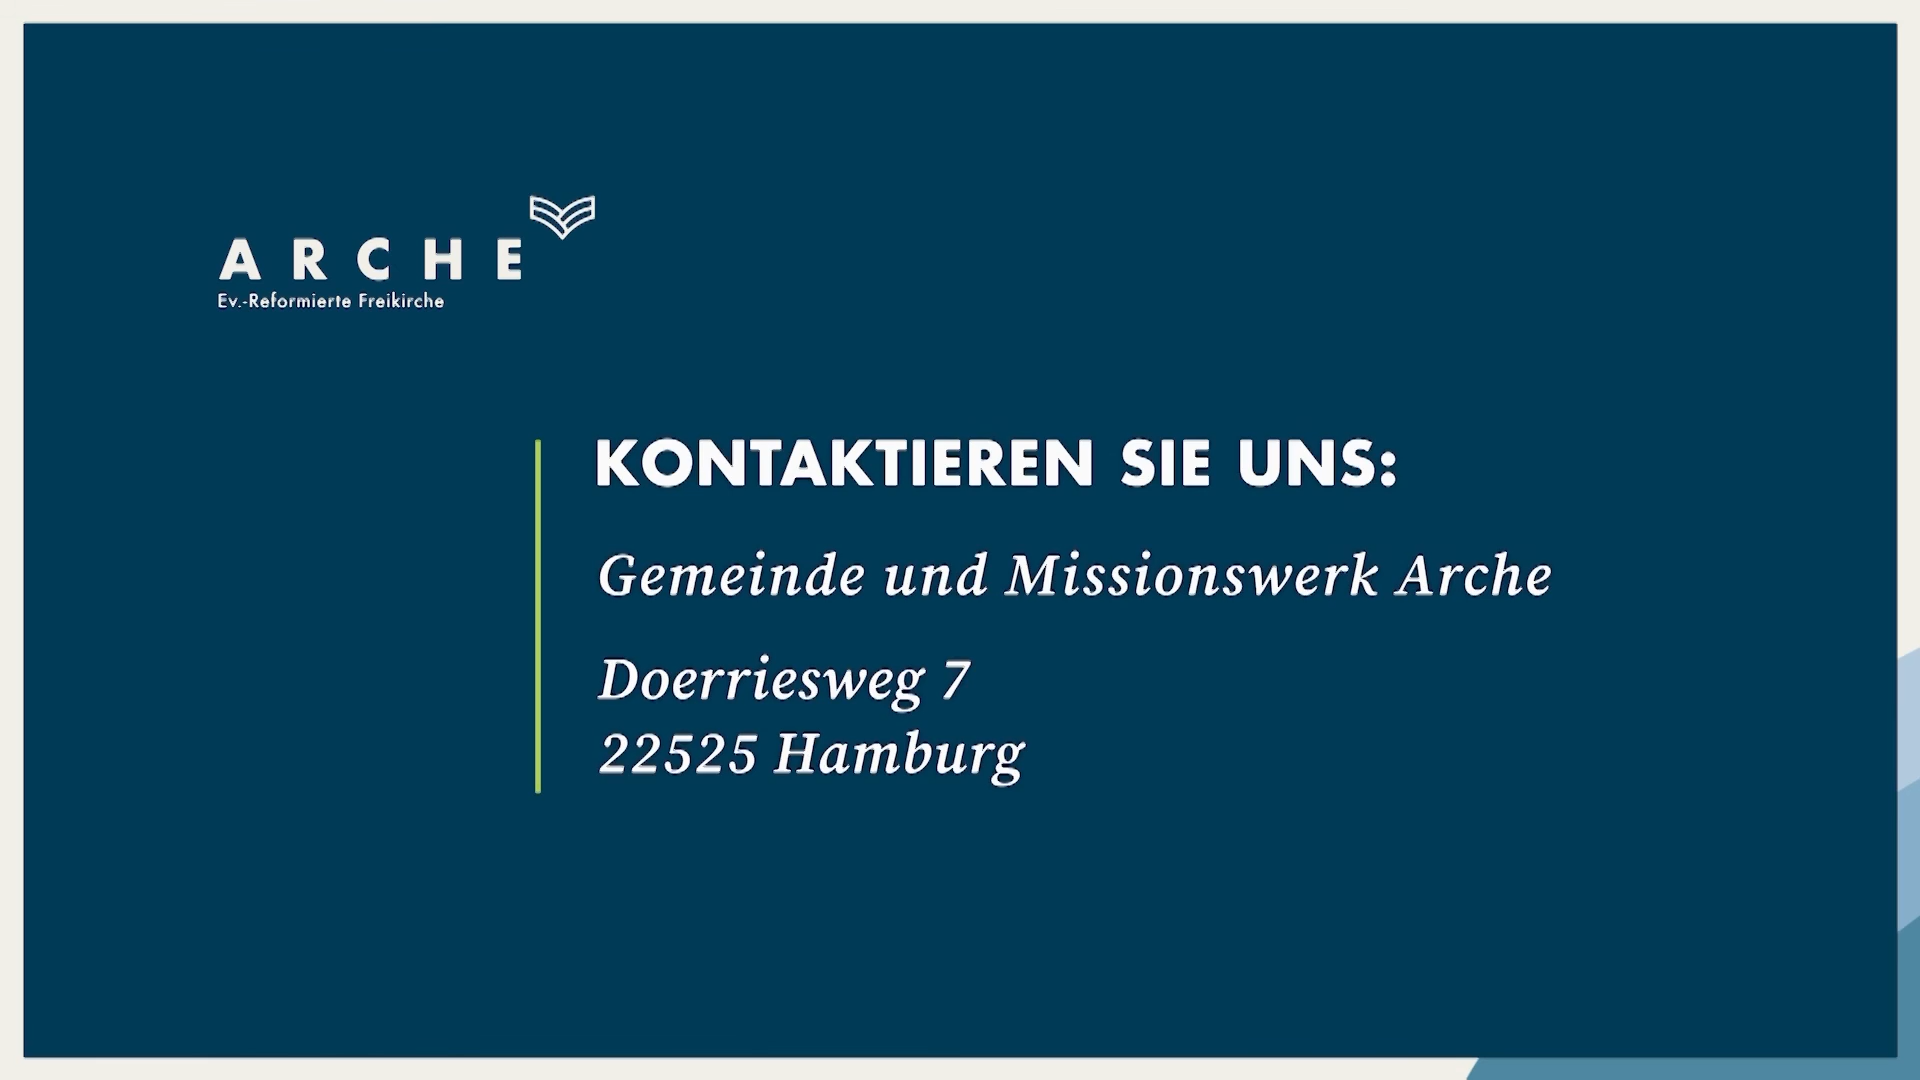 ARCHE
Ev.-Reformierte Freikirche
KONTAKTIEREN SIE UNS:
Gemeinde und Missionswerk Arche
Doerriesweg 7
22525 Hamburg